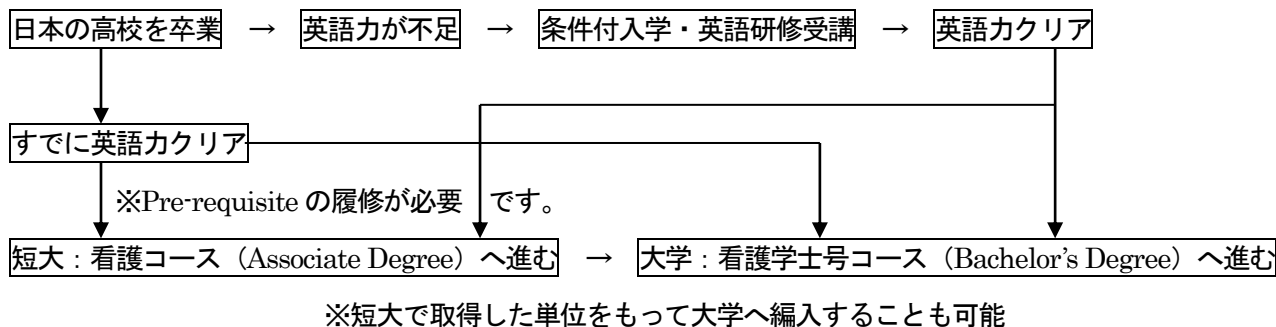 日本の高校を卒業 → 英語力が不足 → 条件付入学・英語研修受講 → 英語力クリア
すでに英語力クリア
※Pre-requisite の履修が必要です。
短大：看護コース（Associate Degree）へ進む → 大学：看護学士号コース（Bachelor's Degree）へ進む
※短大で取得した単位をもって大学へ編入することも可能